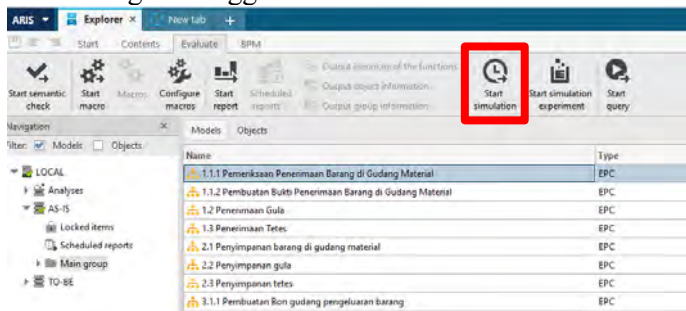 ARIS Explorer × New tab +
Start Contents Evaluate BPM
Start semantic check
Start macro
Macros
Configure macros
Start report
Scheduled reports
Output of the functions
Output object information
Output group information
Start simulation
Start simulation experiment
Start query
Navigation ×
Filter: Models Objects
LOCAL
Analyses
AS-IS
Locked items
Scheduled reports
Main group
TO-BE
Models Objects
Name Type
1.1.1 Pemeriksaan Penerimaan Barang di Gudang Material EPC
1.1.2 Pembuatan Bukti Penerimaan Barang di Gudang Material EPC
1.2 Penerimaan Gula EPC
1.3 Penerimaan Tetes EPC
2.1 Penyimpanan barang di gudang material EPC
2.2 Penyimpanan gula EPC
2.3 Penyimpanan tetes EPC
3.1.1 Pembuatan Bon gudang pengeluaran barang EPC